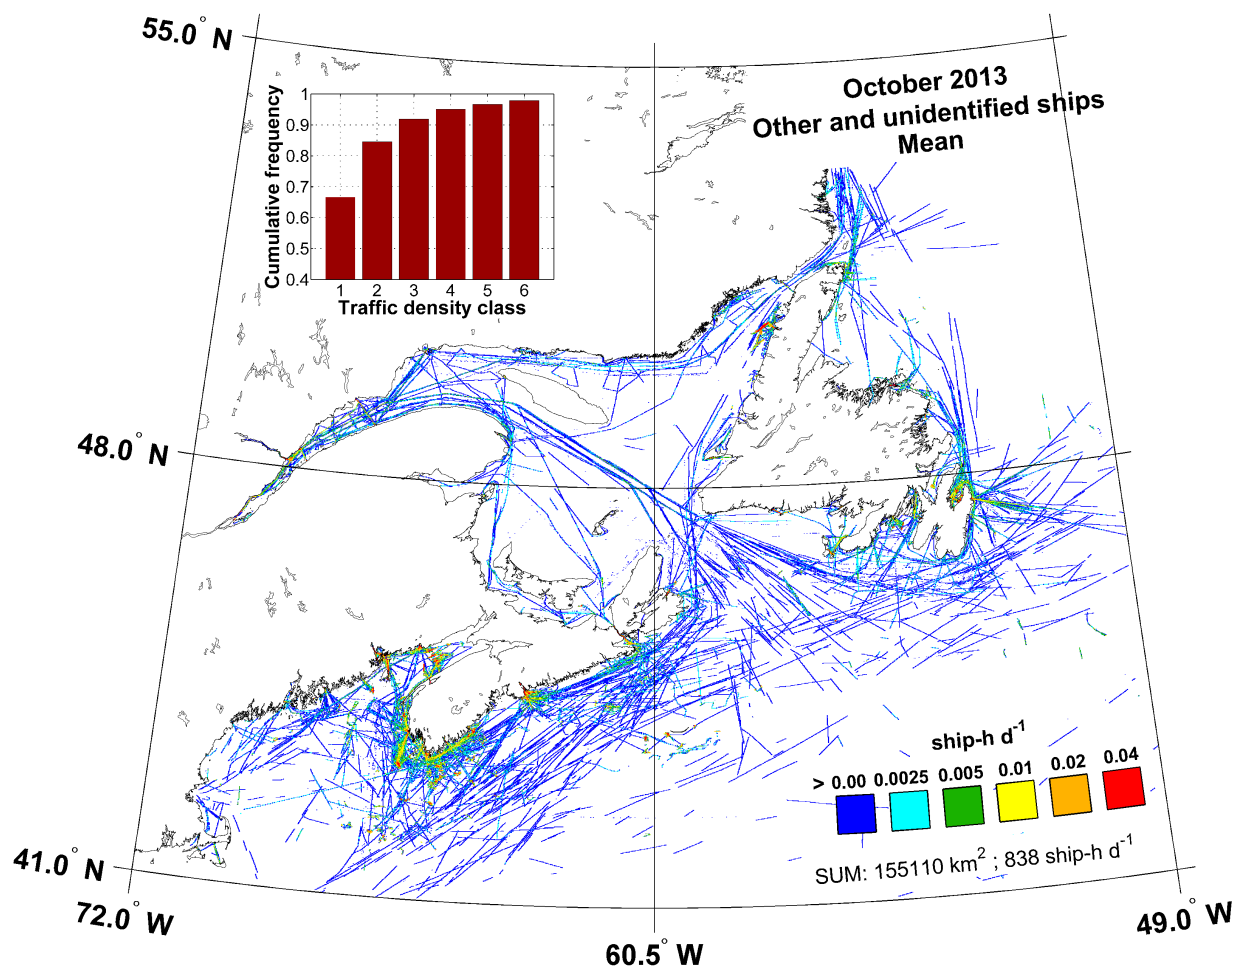 55.0° N
October 2013
Other and unidentified ships
Mean
Cumulative frequency
1
0.9
0.8
0.7
0.6
0.5
0.4
1 2 3 4 5 6
Traffic density class
48.0° N
ship-h d-1
> 0.00 0.0025 0.005 0.01 0.02 0.04
SUM: 155110 km2 ; 838 ship-h d-1
41.0° N
72.0° W
60.5° W
49.0° W